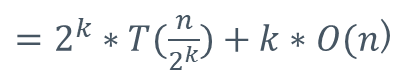 = 2^k * T(n/2^k) + k * O(n)